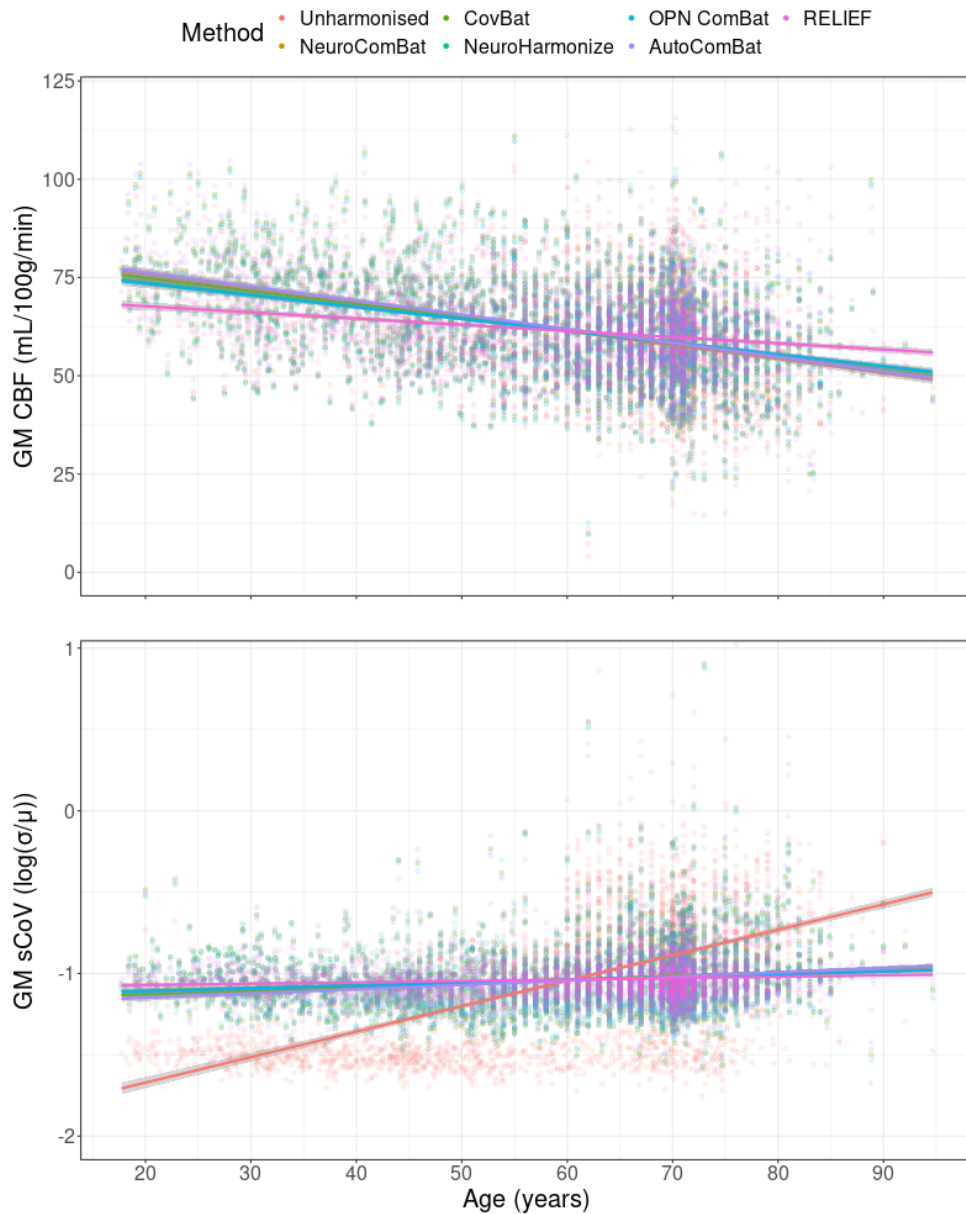 Method Unharmonised CovBat OPN ComBat RELIEF
NeuroComBat NeuroHarmonize AutoComBat
GM CBF (mL/100g/min)
125
100
75
50
25
0
GM sCoV (log(σ/μ))
1
0
-1
-2
20 30 40 50 60 70 80 90
Age (years)